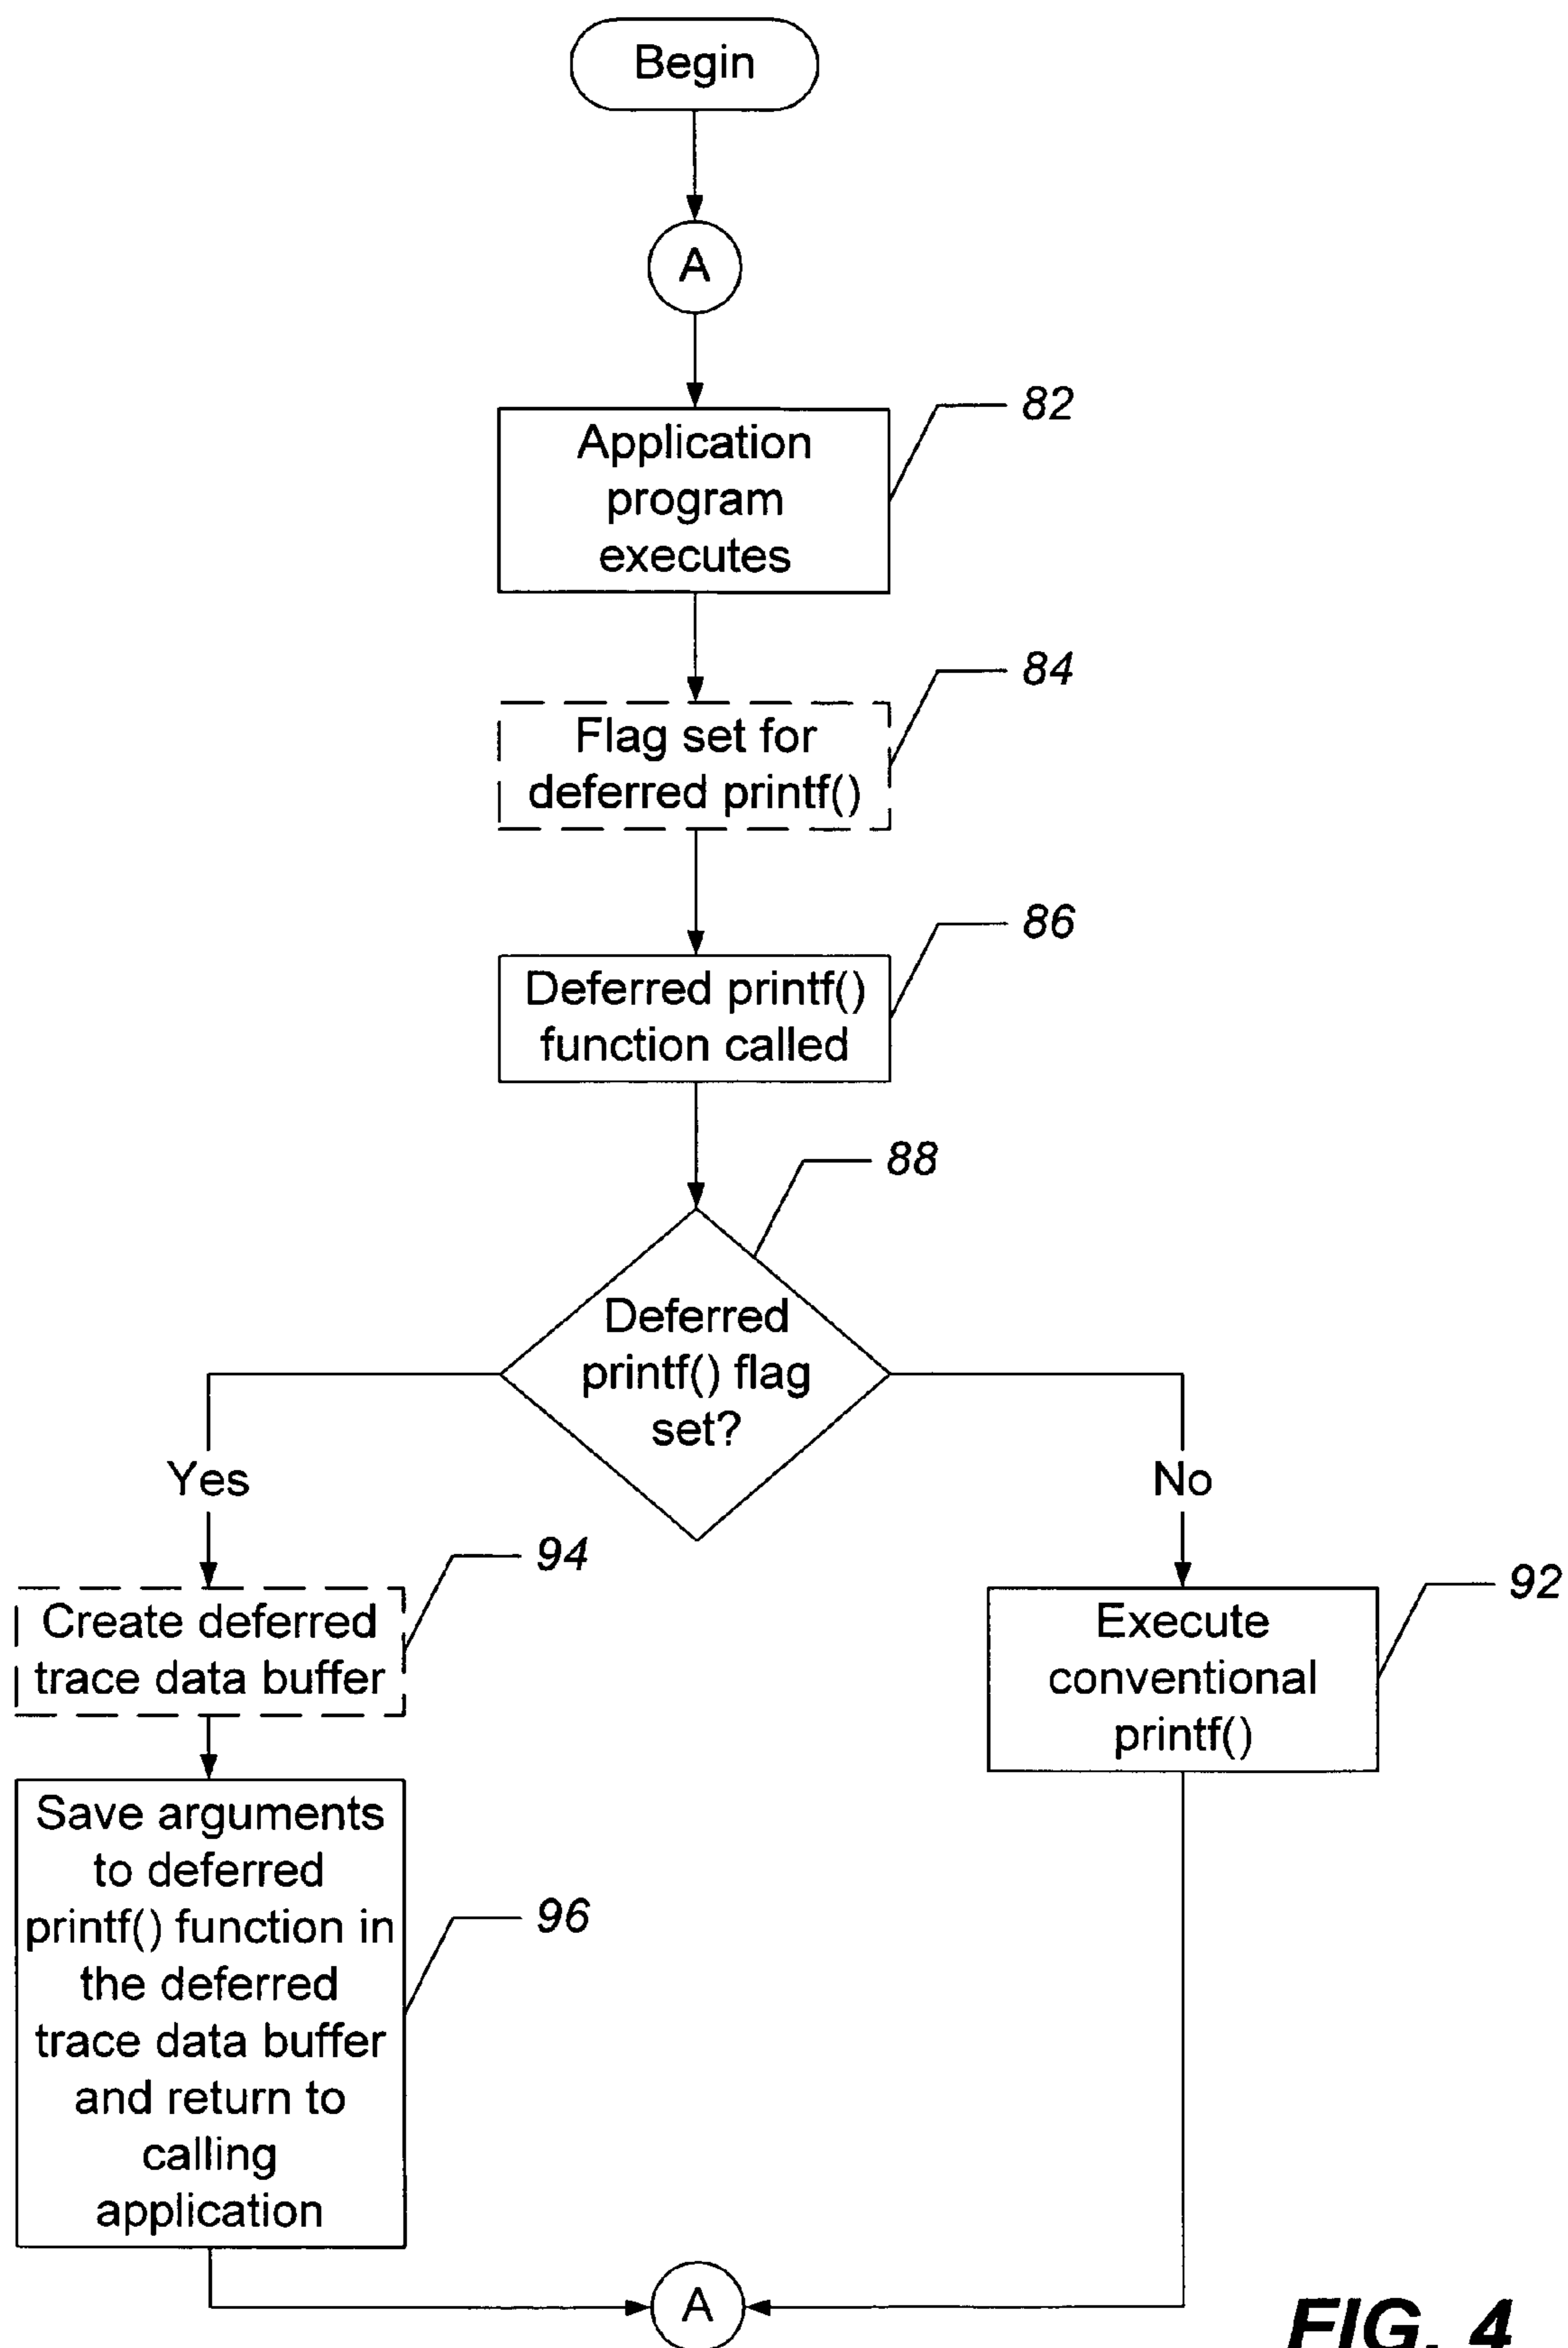 Begin
A
82
Application
program
executes
84
Flag set for
deferred printf()
86
Deferred printf()
function called
88
Deferred
printf() flag
set?
Yes
No
94
Create deferred
trace data buffer
92
Execute
conventional
printf()
Save arguments
to deferred
printf() function in
the deferred
trace data buffer
and return to
calling
application
96
A
FIG. 4